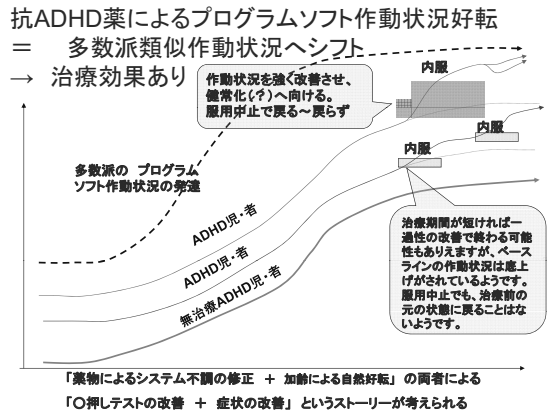 抗ADHD薬によるプログラムソフト作動状況好転
＝　多数派類似作動状況へシフト
→　治療効果あり
作動状況を強く改善させ、
健常化(？)へ向ける。
服用中止で戻る～戻らず
内服
内服
内服
多数派の　プログラム
ソフト作動状況の発達
ADHD児・者
ADHD児・者
無治療ADHD児・者
治療期間が短ければ一
過性の改善で終わる可能
性もありえますが、ベース
ラインの作動状況は底上
げがされているようです。
服用中止でも、治療前の
元の状態に戻ることはな
いようです。
「薬物によるシステム不調の修正　＋　加齢による自然好転」の両者による
「〇押しテストの改善　＋　症状の改善」というストーリーが考えられる